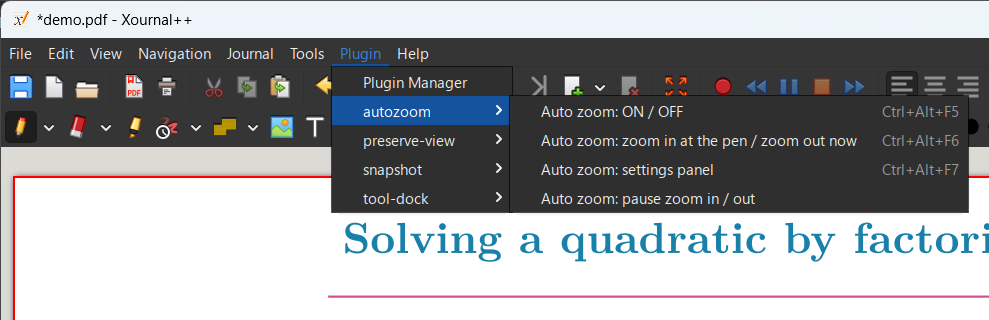 *demo.pdf - Xournal++
File Edit View Navigation Journal Tools Plugin Help
PDF
Plugin Manager
autozoom
preserve-view
snapshot
tool-dock
Auto zoom: ON / OFF Ctrl+Alt+F5
Auto zoom: zoom in at the pen / zoom out now Ctrl+Alt+F6
Auto zoom: settings panel Ctrl+Alt+F7
Auto zoom: pause zoom in / out
T
Solving a quadratic by factori